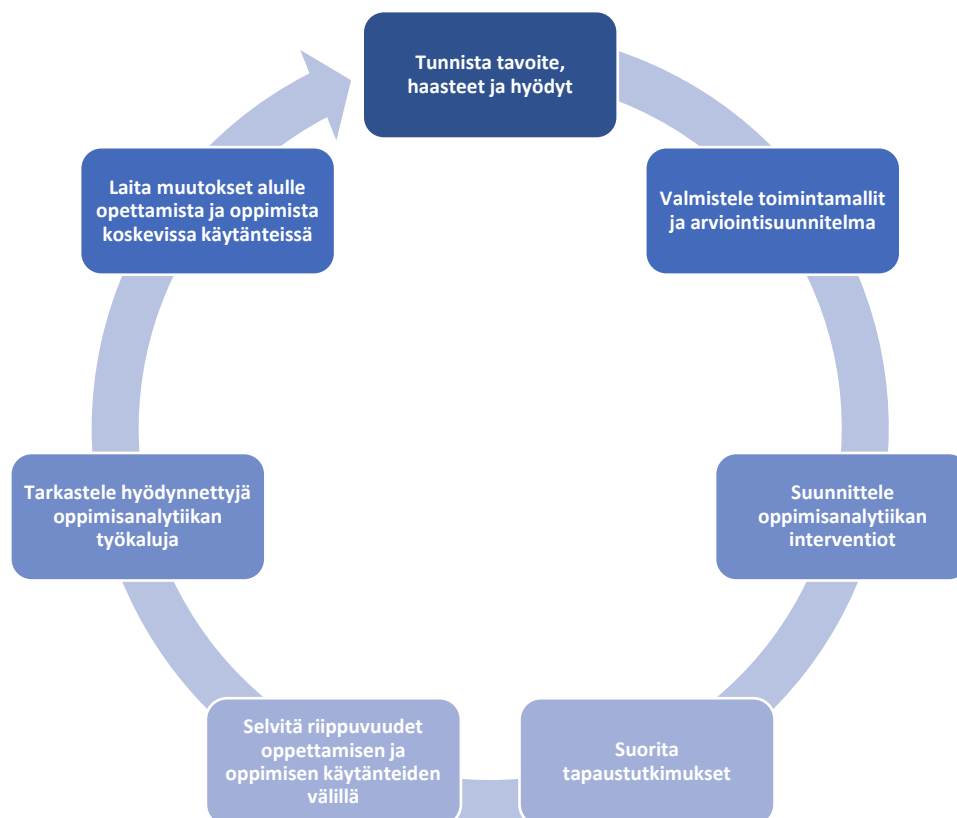 Tunnista tavoite,
haasteet ja hyödyt
Valmistele toimintamallit
ja arviointisuunnitelma
Suunnittele
oppimisanalytiikan
interventiot
Suorita
tapaustutkimukset
Selvitä riippuvuudet
oppettamisen ja
oppimisen käytänteiden
välillä
Tarkastele hyödynnettyjä
oppimisanalytiikan
työkaluja
Laita muutokset alulle
opettamista ja oppimista
koskevissa käytänteissä